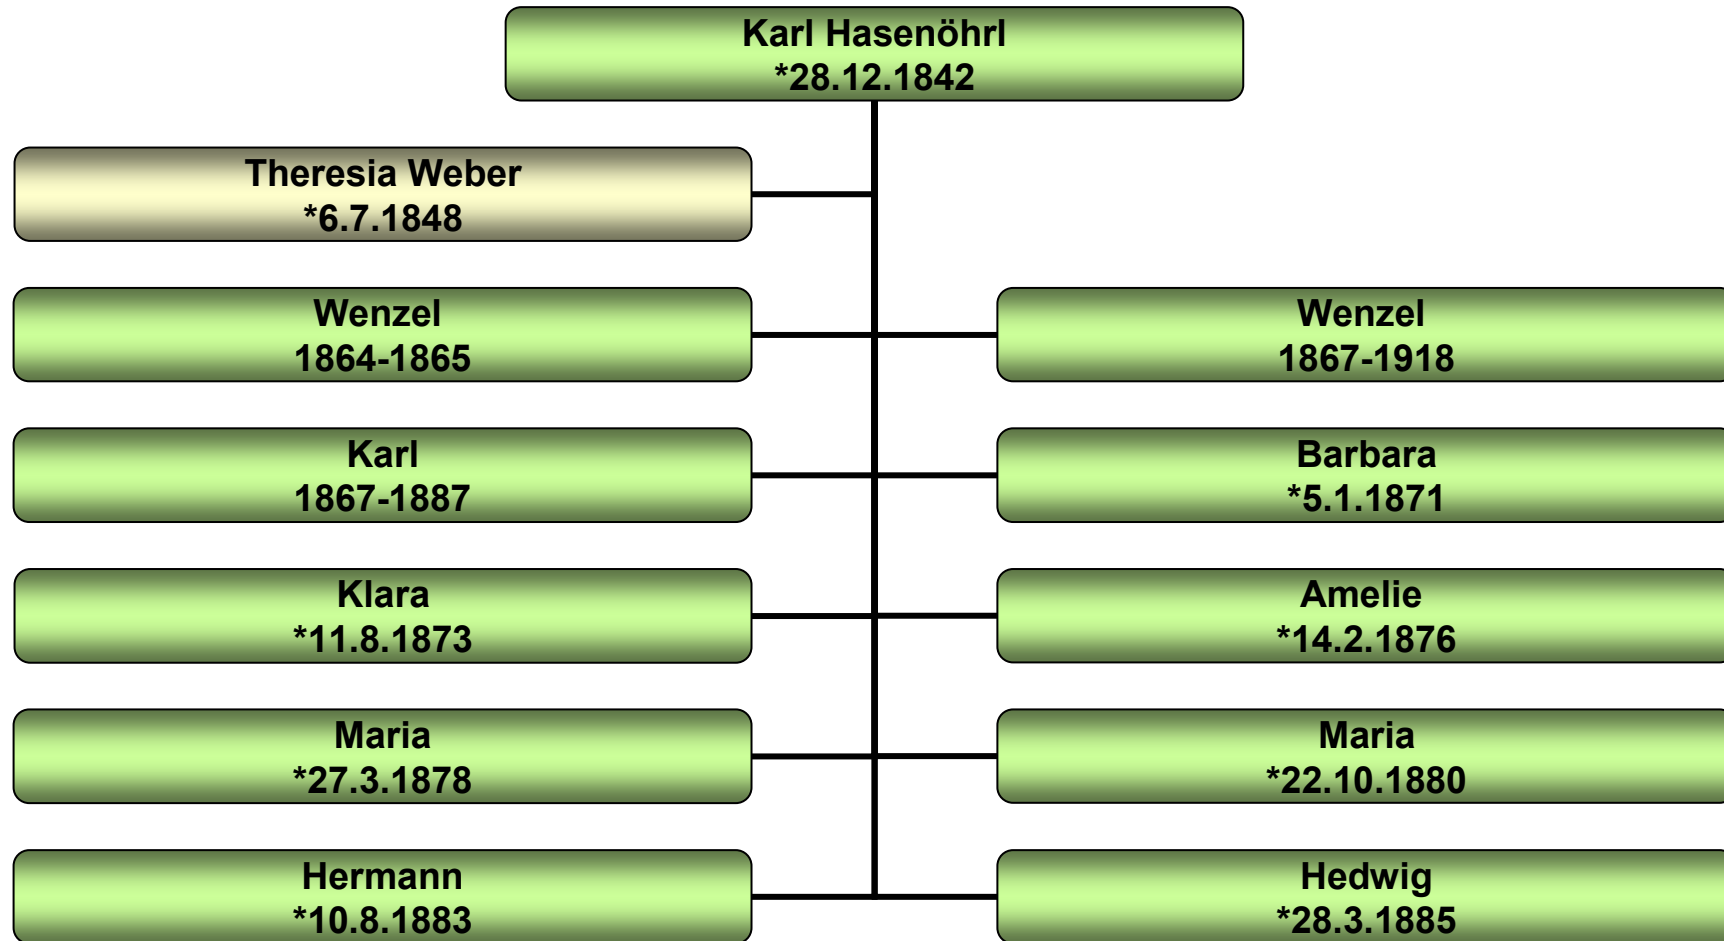 Karl Hasenöhrl
*28.12.1842
Theresia Weber
*6.7.1848
Wenzel
1864-1865
Wenzel
1867-1918
Karl
1867-1887
Barbara
*5.1.1871
Klara
*11.8.1873
Amelie
*14.2.1876
Maria
*27.3.1878
Maria
*22.10.1880
Hermann
*10.8.1883
Hedwig
*28.3.1885